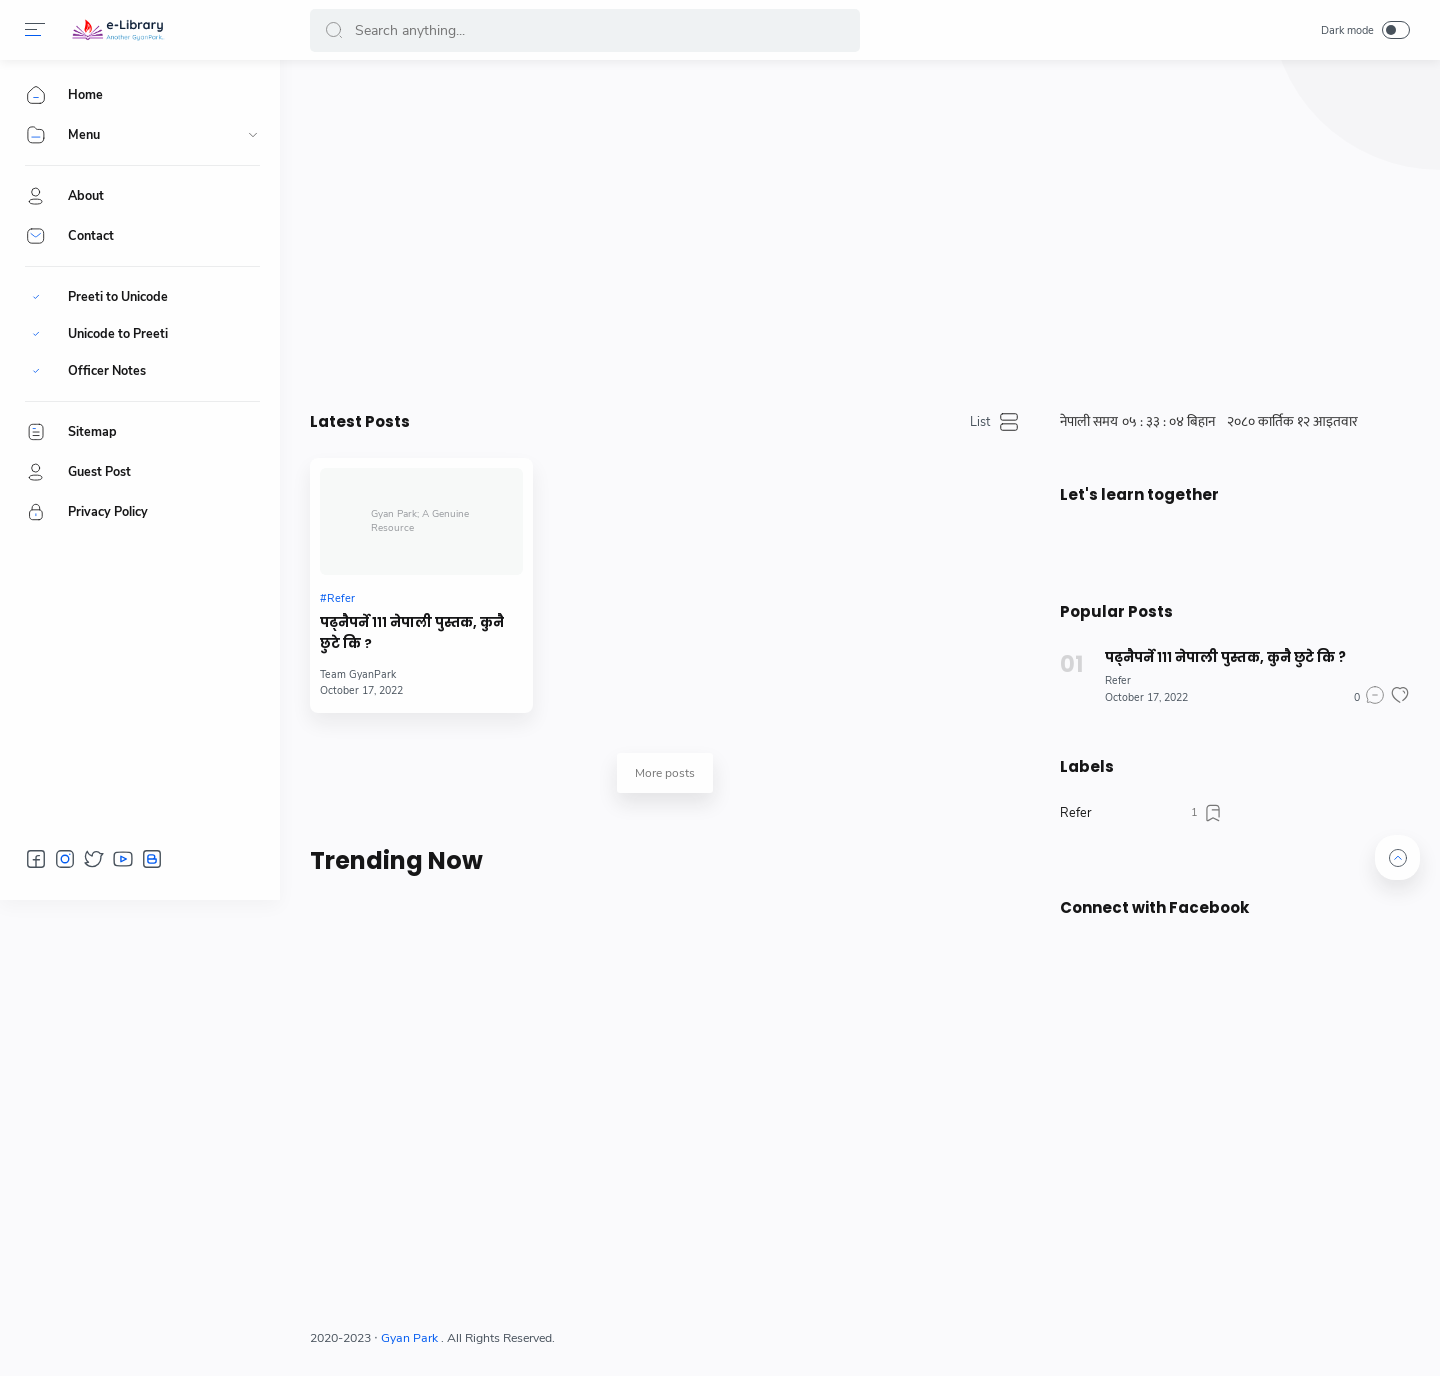 e-Library
Another GyanPark.
Search anything...
Dark mode
Home
Menu
About
Contact
Preeti to Unicode
Unicode to Preeti
Officer Notes
Sitemap
Guest Post
Privacy Policy
Latest Posts
List
Gyan Park; A Genuine
Resource
#Refer
पढ्नैपर्ने १११ नेपाली पुस्तक, कुनै
छुटे कि ?
Team GyanPark
October 17, 2022
More posts
Trending Now
नेपाली समय ०५ : ३३ : ०४ बिहान २०८० कार्तिक १२ आइतवार
Let's learn together
Popular Posts
01
पढ्नैपर्ने १११ नेपाली पुस्तक, कुनै छुटे कि ?
Refer
October 17, 2022
0
Labels
Refer
1
Connect with Facebook
2020-2023 · Gyan Park . All Rights Reserved.